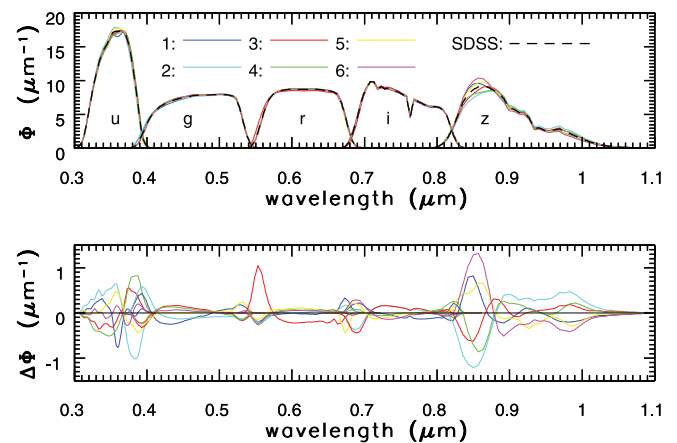 20
15
10
5
0
Φ (μm⁻¹)
1: 3: 5: SDSS:
2: 4: 6:
u g r i z
0.3 0.4 0.5 0.6 0.7 0.8 0.9 1 1.1
wavelength (μm)
1
0
-1
ΔΦ (μm⁻¹)
0.3 0.4 0.5 0.6 0.7 0.8 0.9 1 1.1
wavelength (μm)